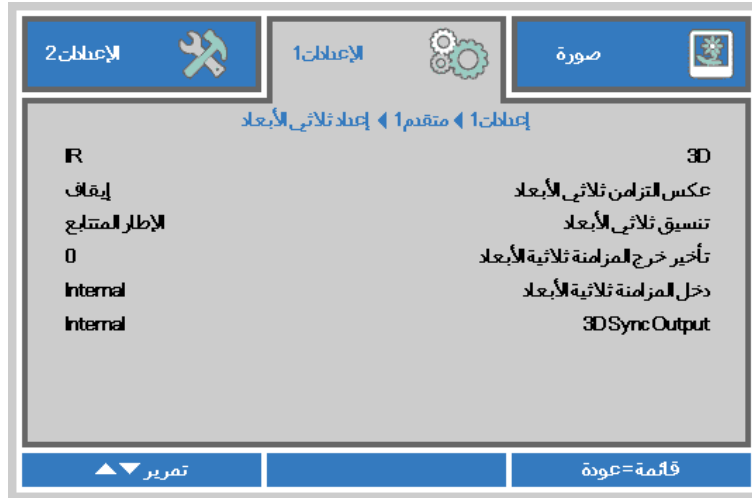 صورة
الإعدادات1
الإعدادات2
إعدادات1 ⏵ متقدم1 ⏵ إعداد ثلاثي الأبعاد
3D IR
عكس التزامن ثلاثي الأبعاد إيقاف
تنسيق ثلاثي الأبعاد الإطار المتتابع
تأخير خرج المزامنة ثلاثية الأبعاد 0
دخل المزامنة ثلاثية الأبعاد Internal
3D Sync Output Internal
قائمة=عودة
تمرير ▼▲